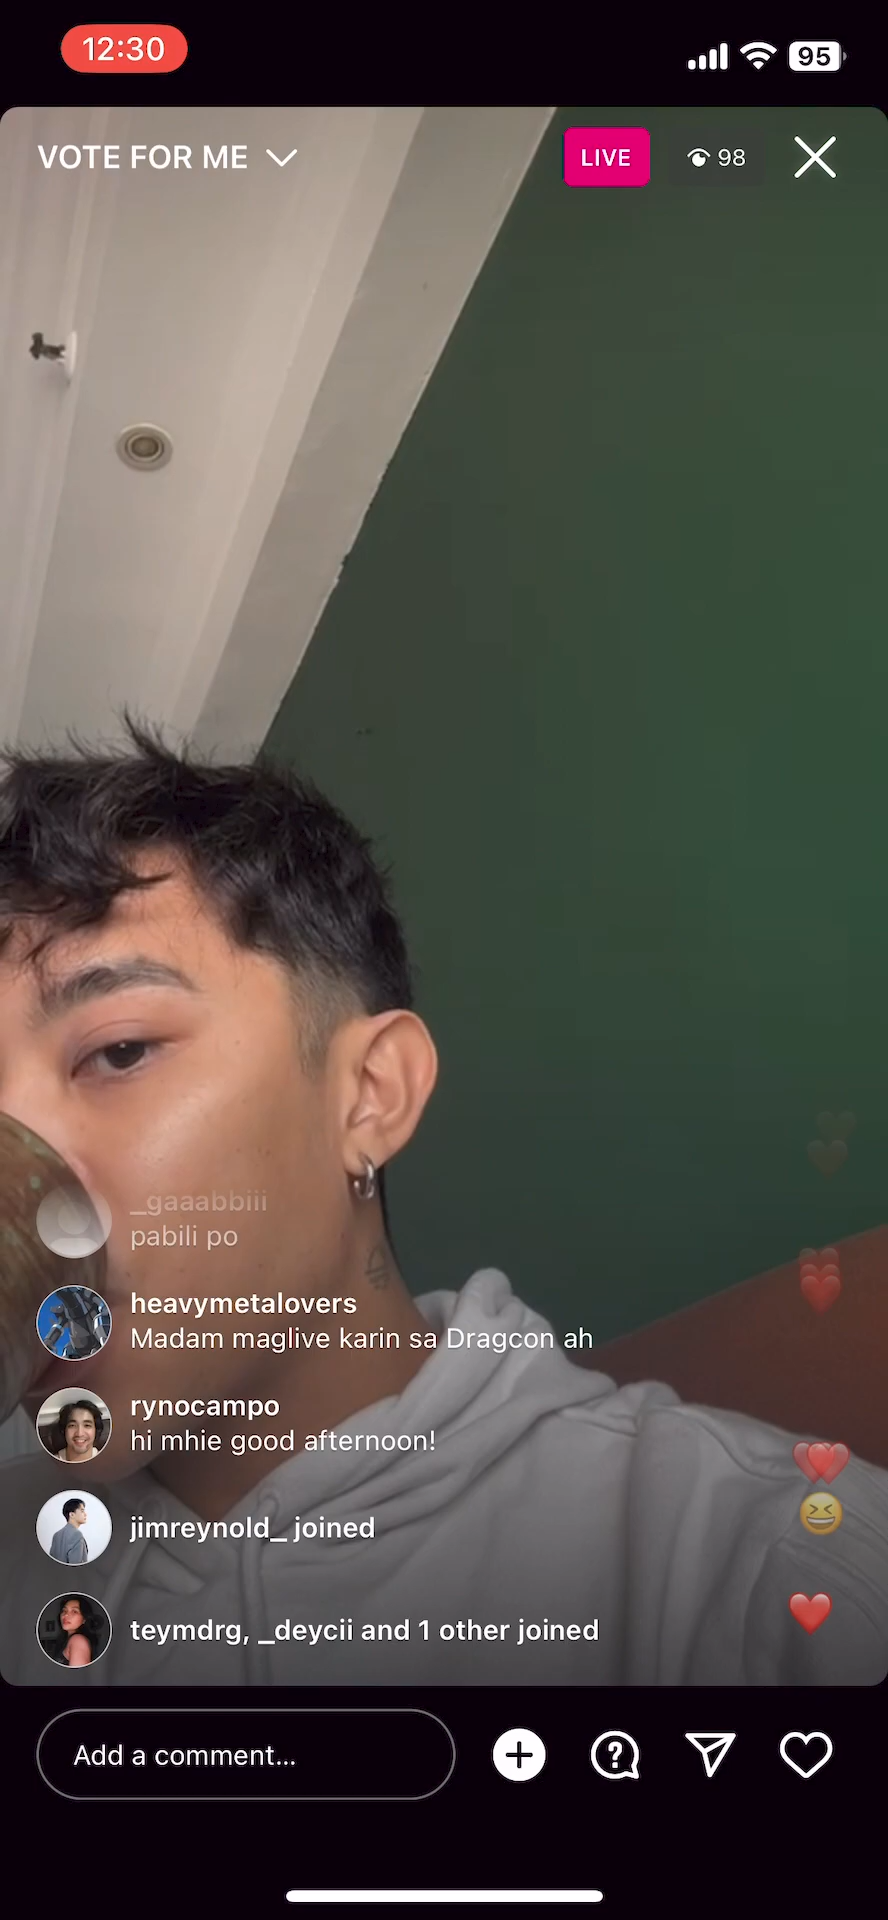 12:30
95
VOTE FOR ME
LIVE
98
_gaaabbiii
pabili po
heavymetalovers
Madam maglive karin sa Dragcon ah
rynocampo
hi mhie good afternoon!
jimreynold_ joined
teymdrg, _deycii and 1 other joined
Add a comment...